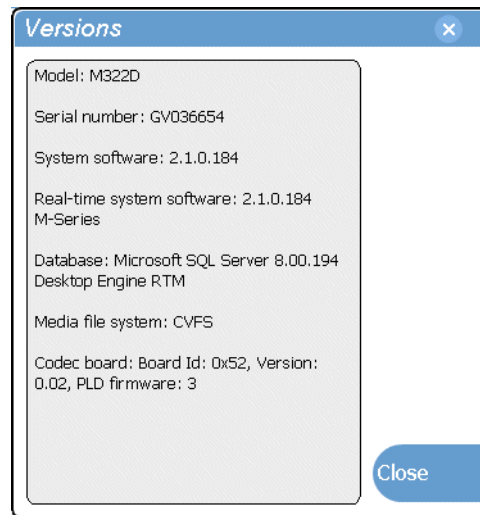 Versions
Model: M322D
Serial number: GV036654
System software: 2.1.0.184
Real-time system software: 2.1.0.184
M-Series
Database: Microsoft SQL Server 8.00.194
Desktop Engine RTM
Media file system: CVFS
Codec board: Board Id: 0x52, Version:
0.02, PLD firmware: 3
Close